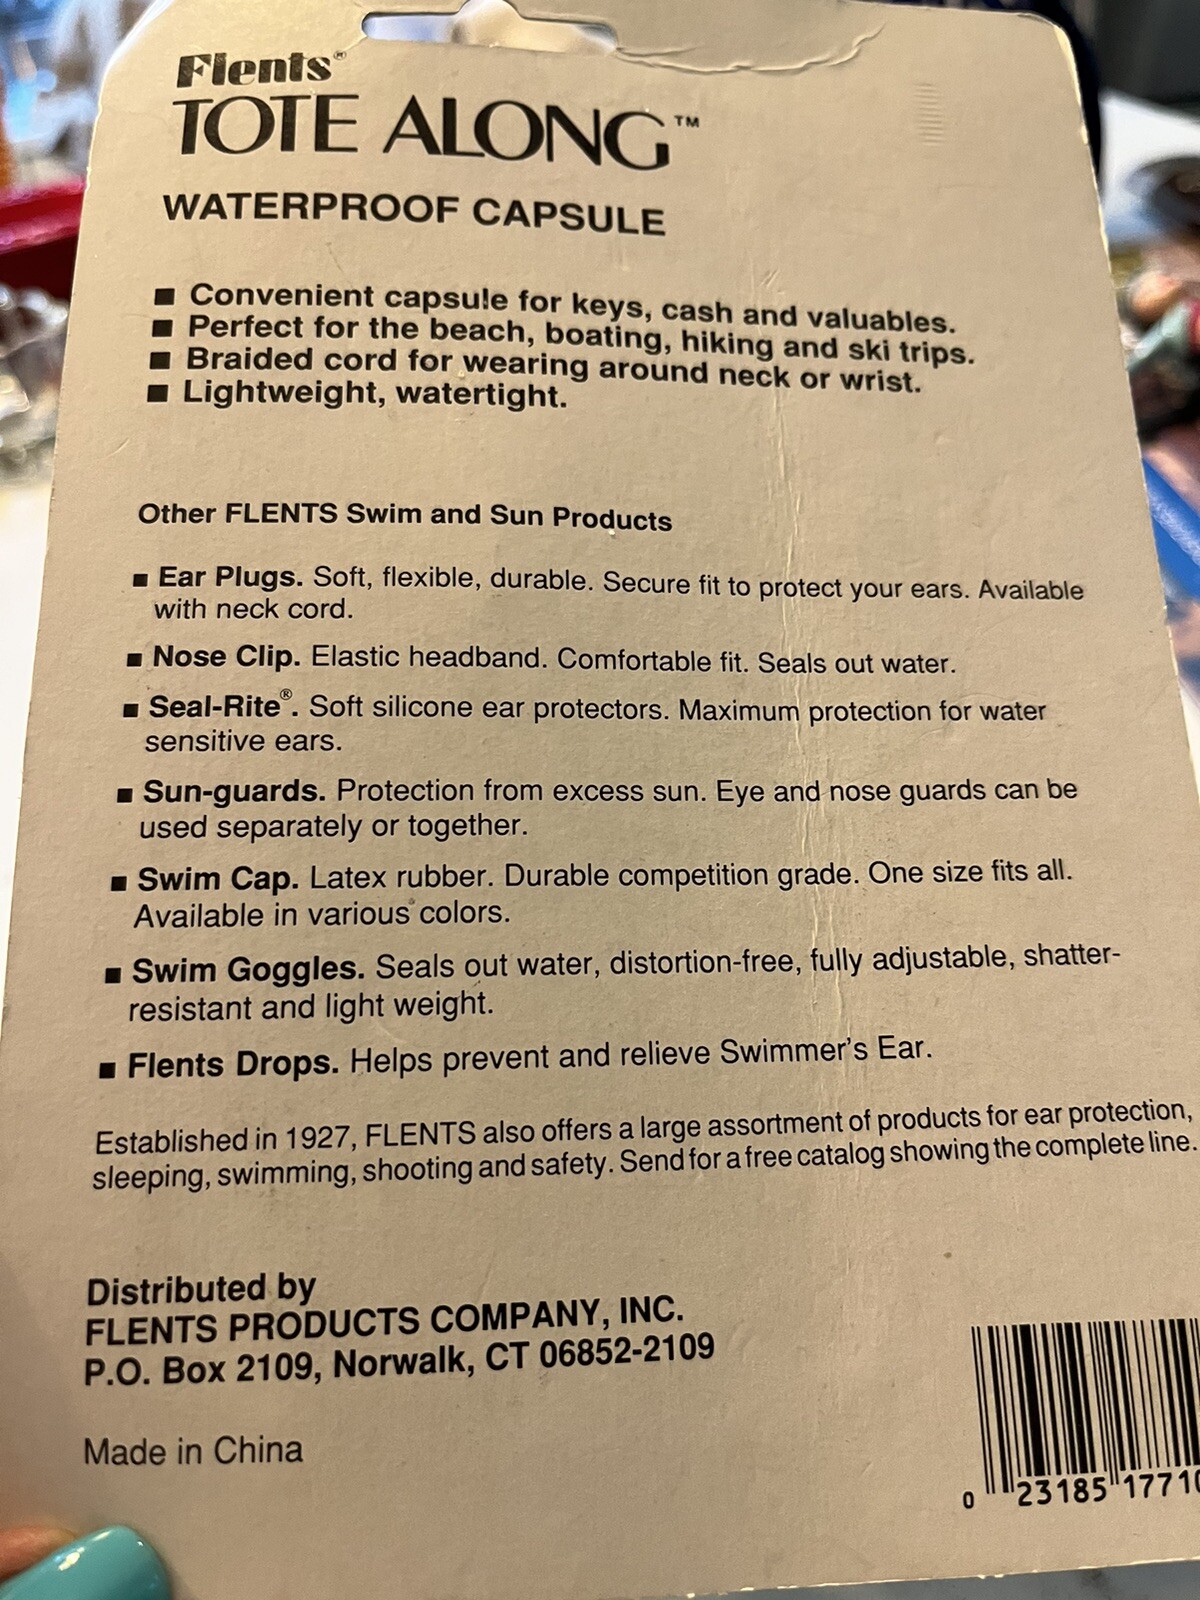 Flents®
TOTE ALONG™
WATERPROOF CAPSULE
■ Convenient capsule for keys, cash and valuables.
■ Perfect for the beach, boating, hiking and ski trips.
■ Braided cord for wearing around neck or wrist.
■ Lightweight, watertight.
Other FLENTS Swim and Sun Products
■ Ear Plugs. Soft, flexible, durable. Secure fit to protect your ears. Available
with neck cord.
■ Nose Clip. Elastic headband. Comfortable fit. Seals out water.
■ Seal-Rite®. Soft silicone ear protectors. Maximum protection for water
sensitive ears.
■ Sun-guards. Protection from excess sun. Eye and nose guards can be
used separately or together.
■ Swim Cap. Latex rubber. Durable competition grade. One size fits all.
Available in various colors.
■ Swim Goggles. Seals out water, distortion-free, fully adjustable, shatter-
resistant and light weight.
■ Flents Drops. Helps prevent and relieve Swimmer's Ear.
Established in 1927, FLENTS also offers a large assortment of products for ear protection,
sleeping, swimming, shooting and safety. Send for a free catalog showing the complete line.
Distributed by
FLENTS PRODUCTS COMPANY, INC.
P.O. Box 2109, Norwalk, CT 06852-2109
Made in China
0 23185 17710